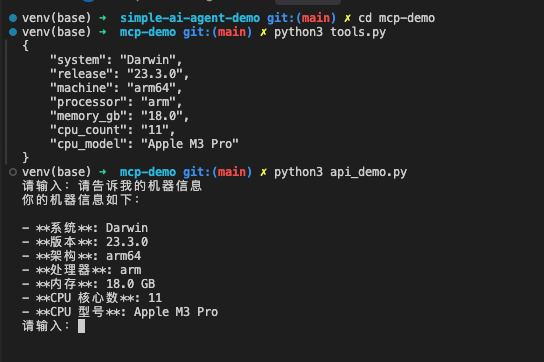 venv(base) ➜ simple-ai-agent-demo git:(main) ✗ cd mcp-demo
venv(base) ➜ mcp-demo git:(main) ✗ python3 tools.py
{
    "system": "Darwin",
    "release": "23.3.0",
    "machine": "arm64",
    "processor": "arm",
    "memory_gb": "18.0",
    "cpu_count": "11",
    "cpu_model": "Apple M3 Pro"
}
venv(base) ➜ mcp-demo git:(main) ✗ python3 api_demo.py
请输入: 请告诉我的机器信息
你的机器信息如下:

- **系统**: Darwin
- **版本**: 23.3.0
- **架构**: arm64
- **处理器**: arm
- **内存**: 18.0 GB
- **CPU 核心数**: 11
- **CPU 型号**: Apple M3 Pro
请输入: